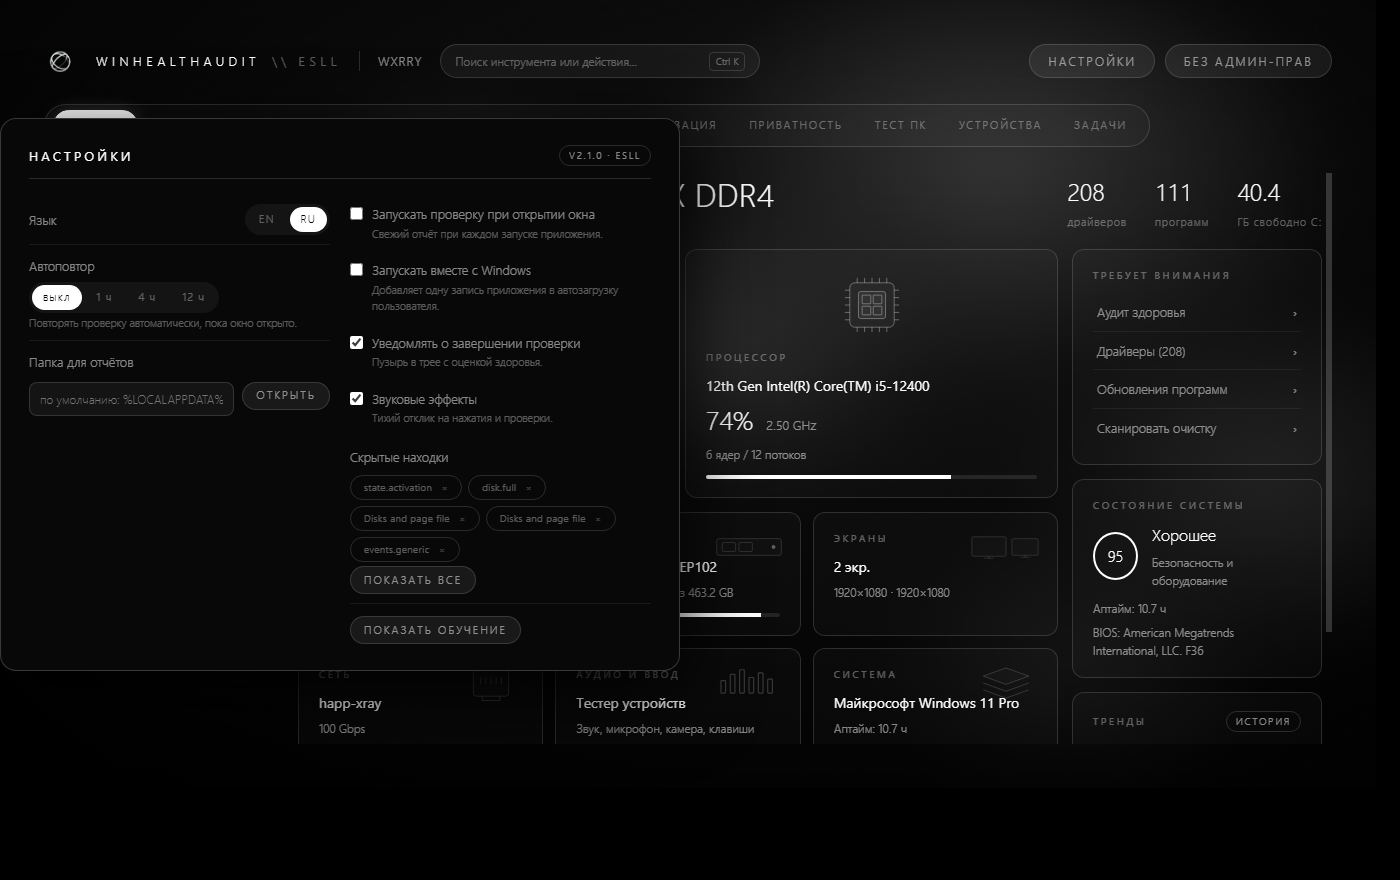 WINHEALTHAUDIT \\ ESLL
WXRRY
Поиск инструмента или действия...
Ctrl K
НАСТРОЙКИ
БЕЗ АДМИН-ПРАВ
ЗАЦИЯ
ПРИВАТНОСТЬ
ТЕСТ ПК
УСТРОЙСТВА
ЗАДАЧИ
НАСТРОЙКИ
V2.1.0 · ESLL
Язык
EN
RU
Автоповтор
ВЫКЛ
1 ч
4 ч
12 ч
Повторять проверку автоматически, пока окно открыто.
Папка для отчётов
по умолчанию: %LOCALAPPDATA%
ОТКРЫТЬ
Запускать проверку при открытии окна
Свежий отчёт при каждом запуске приложения.
Запускать вместе с Windows
Добавляет одну запись приложения в автозагрузку
пользователя.
Уведомлять о завершении проверки
Пузырь в трее с оценкой здоровья.
Звуковые эффекты
Тихий отклик на нажатия и проверки.
Скрытые находки
state.activation ×
disk.full ×
Disks and page file ×
Disks and page file ×
events.generic ×
ПОКАЗАТЬ ВСЕ
ПОКАЗАТЬ ОБУЧЕНИЕ
X DDR4
208
драйверов
111
программ
40.4
ГБ свободно C:
ПРОЦЕССОР
12th Gen Intel(R) Core(TM) i5-12400
74% 2.50 GHz
6 ядер / 12 потоков
ТРЕБУЕТ ВНИМАНИЯ
Аудит здоровья ›
Драйверы (208) ›
Обновления программ ›
Сканировать очистку ›
EP102
з 463.2 GB
ЭКРАНЫ
2 экр.
1920×1080 · 1920×1080
СОСТОЯНИЕ СИСТЕМЫ
95
Хорошее
Безопасность и
оборудование
Аптайм: 10.7 ч
BIOS: American Megatrends
International, LLC. F36
СЕТЬ
happ-xray
100 Gbps
АУДИО И ВВОД
Тестер устройств
Звук, микрофон, камера, клавиши
СИСТЕМА
Майкрософт Windows 11 Pro
Аптайм: 10.7 ч
ТРЕНДЫ
ИСТОРИЯ